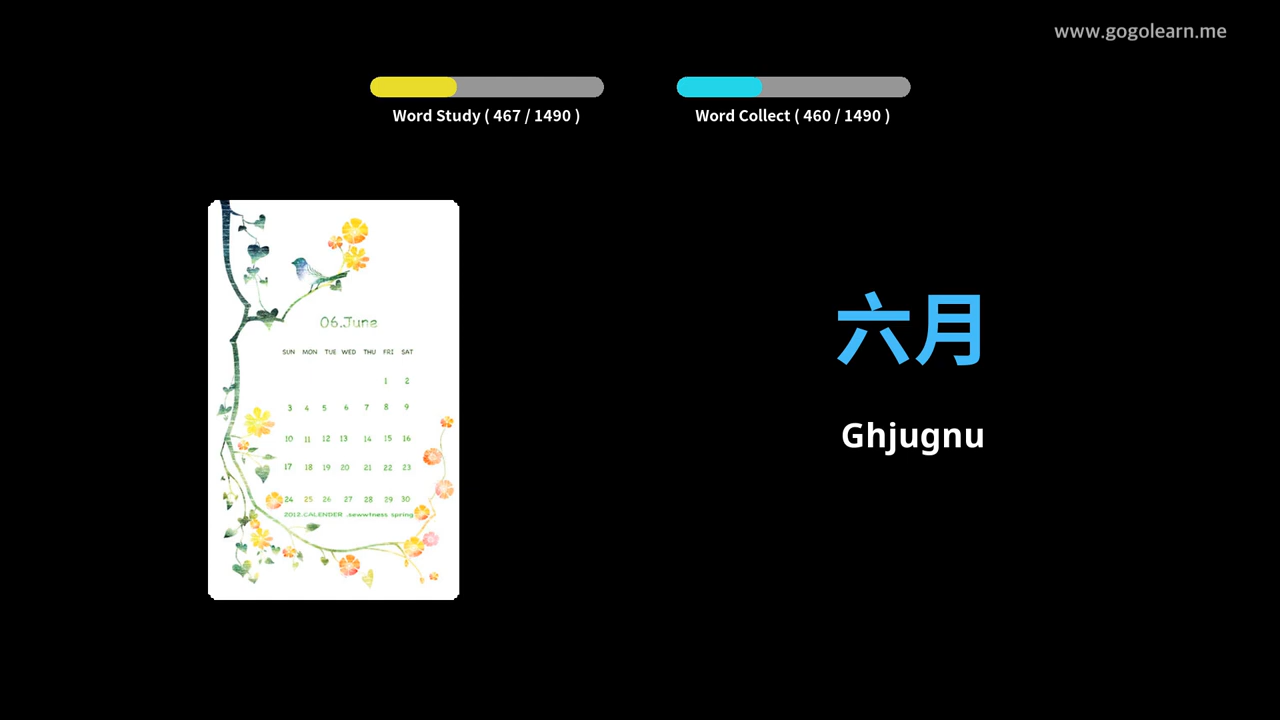 www.gogolearn.me
Word Study ( 467 / 1490 )
Word Collect ( 460 / 1490 )
06.June
SUN MON TUE WED THU FRI SAT
1 2
3 4 5 6 7 8 9
10 11 12 13 14 15 16
17 18 19 20 21 22 23
24 25 26 27 28 29 30
2012.CALENDER .sewwtness spring
六月
Ghjugnu